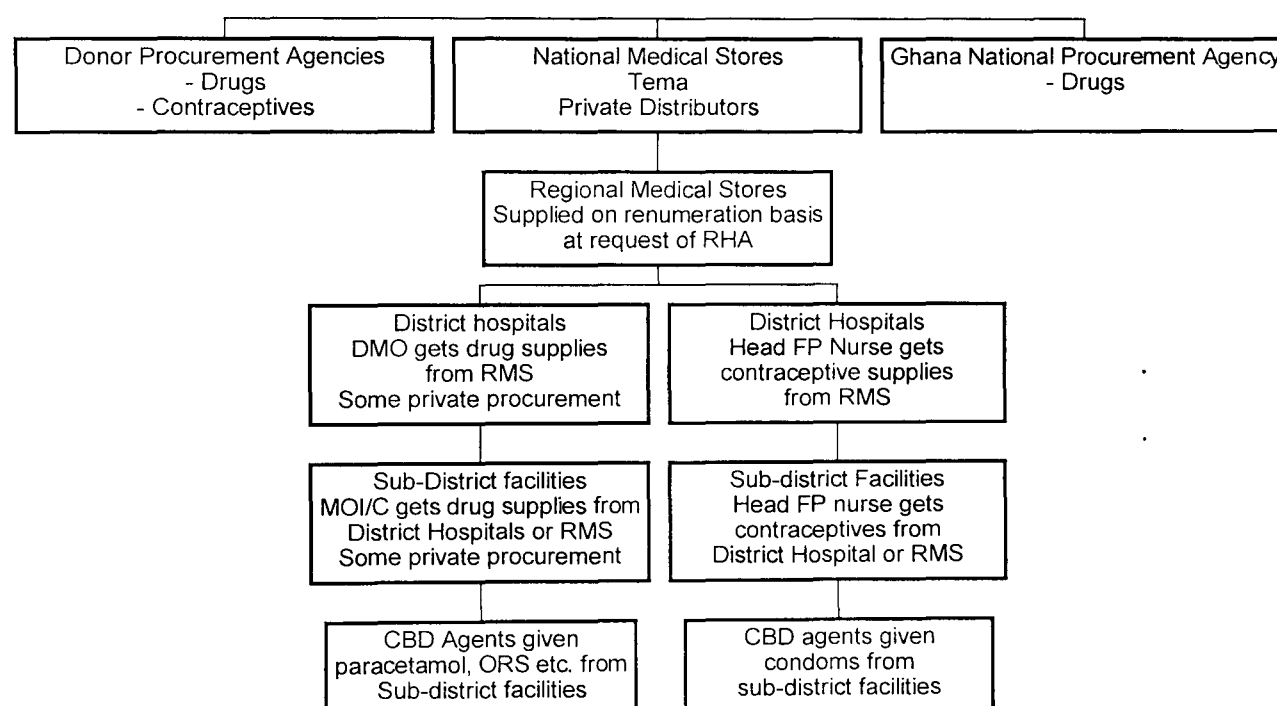 Donor Procurement Agencies
- Drugs
- Contraceptives
National Medical Stores
Tema
Private Distributors
Ghana National Procurement Agency
- Drugs
Regional Medical Stores
Supplied on renumeration basis
at request of RHA
District hospitals
DMO gets drug supplies
from RMS
Some private procurement
District Hospitals
Head FP Nurse gets
contraceptive supplies
from RMS
Sub-District facilities
MOI/C gets drug supplies from
District Hospitals or RMS
Some private procurement
Sub-district Facilities
Head FP nurse gets
contraceptives from
District Hospital or RMS
CBD Agents given
paracetamol, ORS etc. from
Sub-district facilities
CBD agents given
condoms from
sub-district facilities